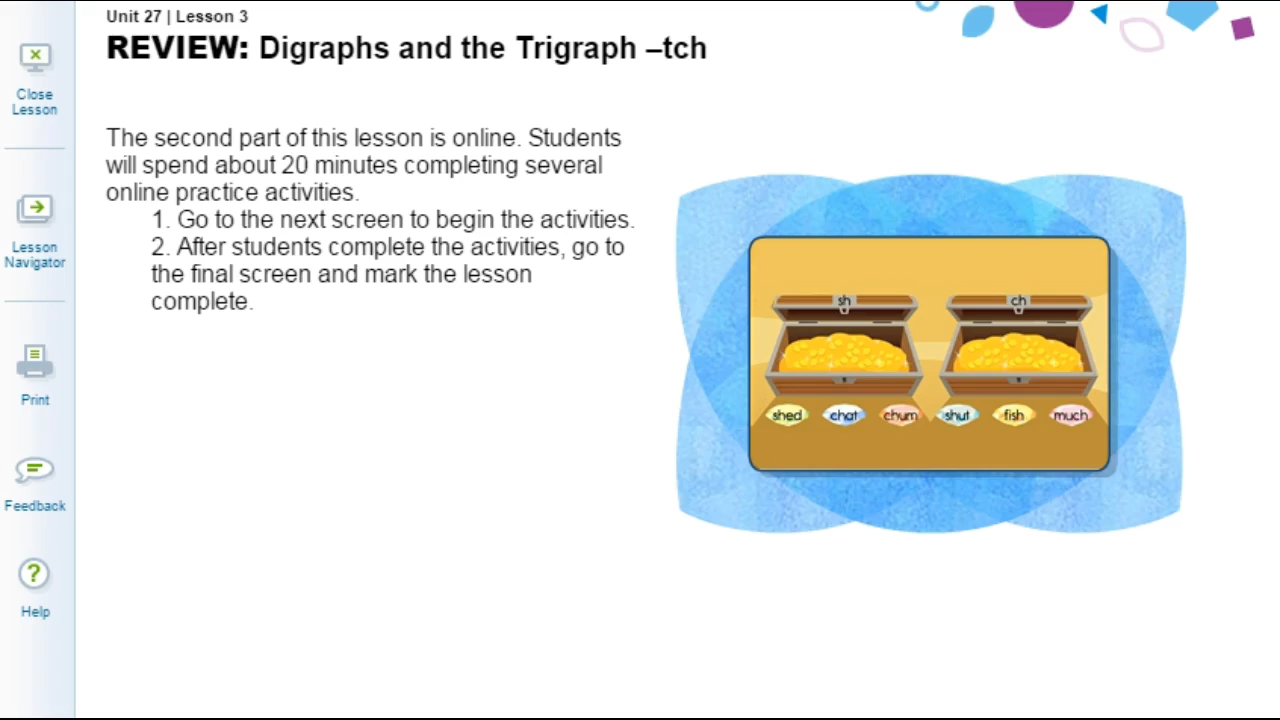 Unit 27 | Lesson 3
REVIEW: Digraphs and the Trigraph –tch
Close
Lesson
Lesson
Navigator
Print
Feedback
Help
The second part of this lesson is online. Students
will spend about 20 minutes completing several
online practice activities.
1. Go to the next screen to begin the activities.
2. After students complete the activities, go to
the final screen and mark the lesson
complete.
sh ch
shed chat chum shut fish much